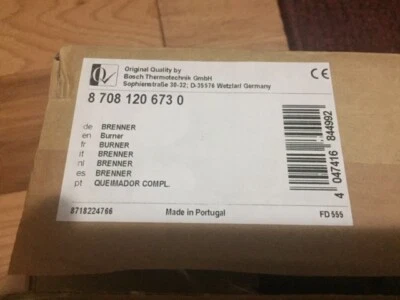 Original Quality by
Bosch Thermotechnik GmbH
Sophienstraße 30-32; D-35576 Wetzlar/ Germany
CE
8 708 120 673 0
de BRENNER
en Burner
fr BURNER
it BRENNER
nl BRENNER
es BRENNER
pt QUEIMADOR COMPL.
4 047416 844992
8718224766
Made in Portugal
FD 555